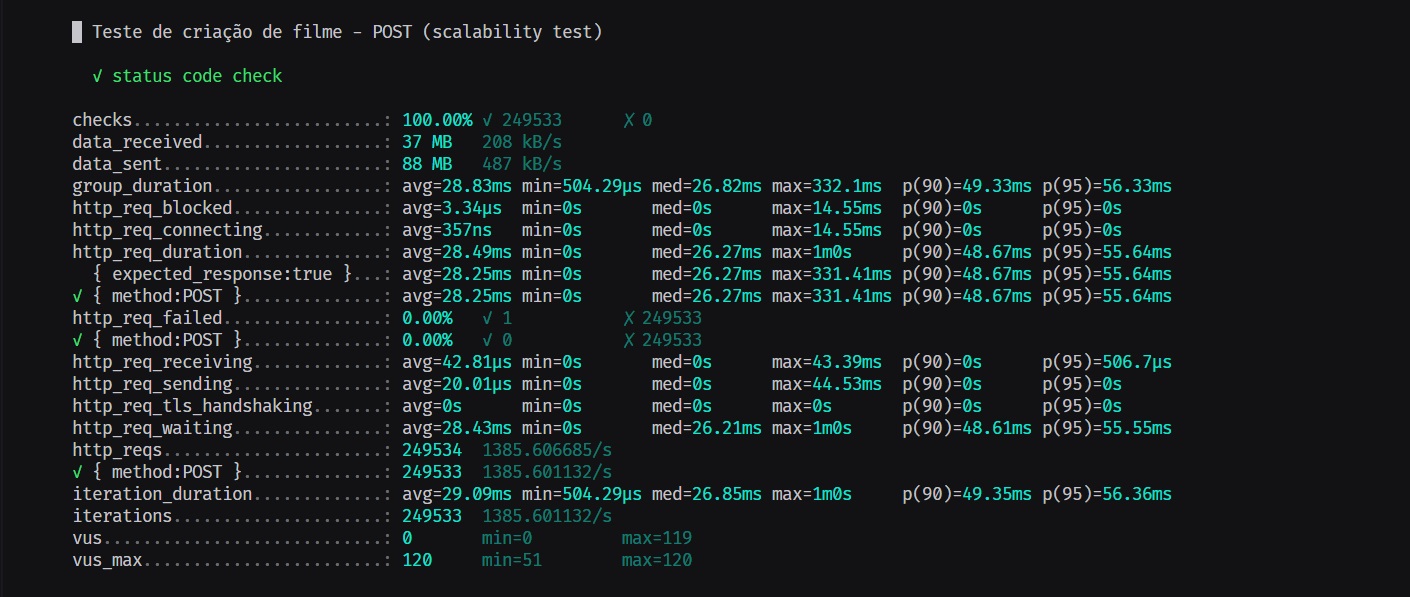 █ Teste de criação de filme - POST (scalability test)
✓ status code check
checks.........................: 100.00% ✓ 249533 ✗ 0
data_received..................: 37 MB 208 kB/s
data_sent......................: 88 MB 487 kB/s
group_duration.................: avg=28.83ms min=504.29µs med=26.82ms max=332.1ms p(90)=49.33ms p(95)=56.33ms
http_req_blocked...............: avg=3.34µs min=0s med=0s max=14.55ms p(90)=0s p(95)=0s
http_req_connecting............: avg=357ns min=0s med=0s max=14.55ms p(90)=0s p(95)=0s
http_req_duration..............: avg=28.49ms min=0s med=26.27ms max=1m0s p(90)=48.67ms p(95)=55.64ms
{ expected_response:true }...: avg=28.25ms min=0s med=26.27ms max=331.41ms p(90)=48.67ms p(95)=55.64ms
✓ { method:POST }..............: avg=28.25ms min=0s med=26.27ms max=331.41ms p(90)=48.67ms p(95)=55.64ms
http_req_failed................: 0.00% ✓ 1 ✗ 249533
✓ { method:POST }..............: 0.00% ✓ 0 ✗ 249533
http_req_receiving.............: avg=42.81µs min=0s med=0s max=43.39ms p(90)=0s p(95)=506.7µs
http_req_sending...............: avg=20.01µs min=0s med=0s max=44.53ms p(90)=0s p(95)=0s
http_req_tls_handshaking.......: avg=0s min=0s med=0s max=0s p(90)=0s p(95)=0s
http_req_waiting...............: avg=28.43ms min=0s med=26.21ms max=1m0s p(90)=48.61ms p(95)=55.55ms
http_reqs......................: 249534 1385.606685/s
✓ { method:POST }..............: 249533 1385.601132/s
iteration_duration.............: avg=29.09ms min=504.29µs med=26.85ms max=1m0s p(90)=49.35ms p(95)=56.36ms
iterations.....................: 249533 1385.601132/s
vus............................: 0 min=0 max=119
vus_max........................: 120 min=51 max=120